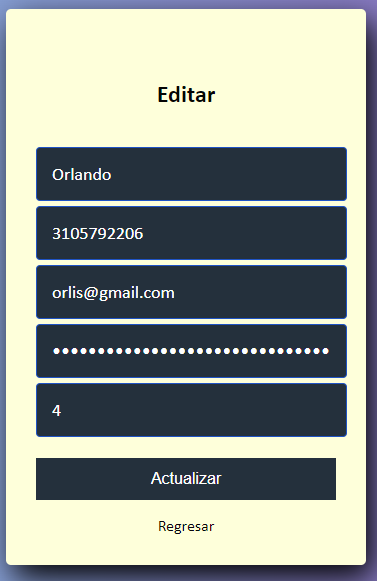 Editar
Orlando
3105792206
orlis@gmail.com
•••••••••••••••••••••••••••••••
4
Actualizar
Regresar